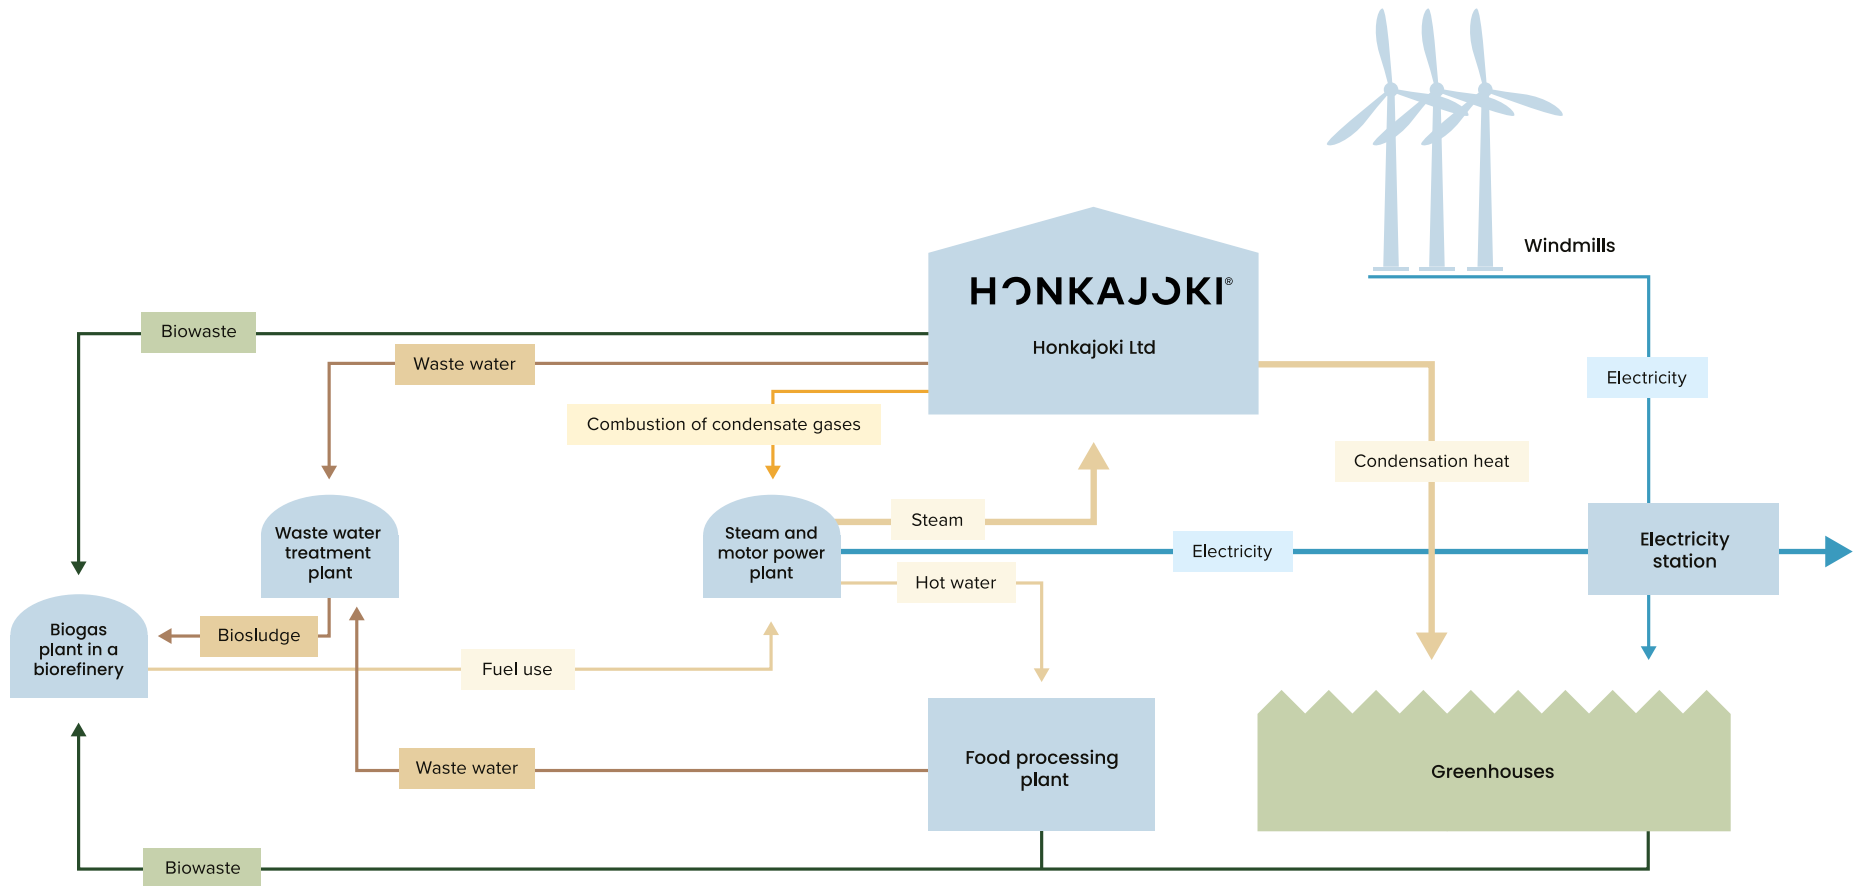 Windmills
HONKAJOKI®
Honkajoki Ltd
Biowaste
Waste water
Electricity
Combustion of condensate gases
Condensation heat
Steam
Waste water
treatment
plant
Steam and
motor power
plant
Electricity
Electricity
station
Hot water
Biogas
plant in a
biorefinery
Biosludge
Fuel use
Food processing
plant
Greenhouses
Waste water
Biowaste